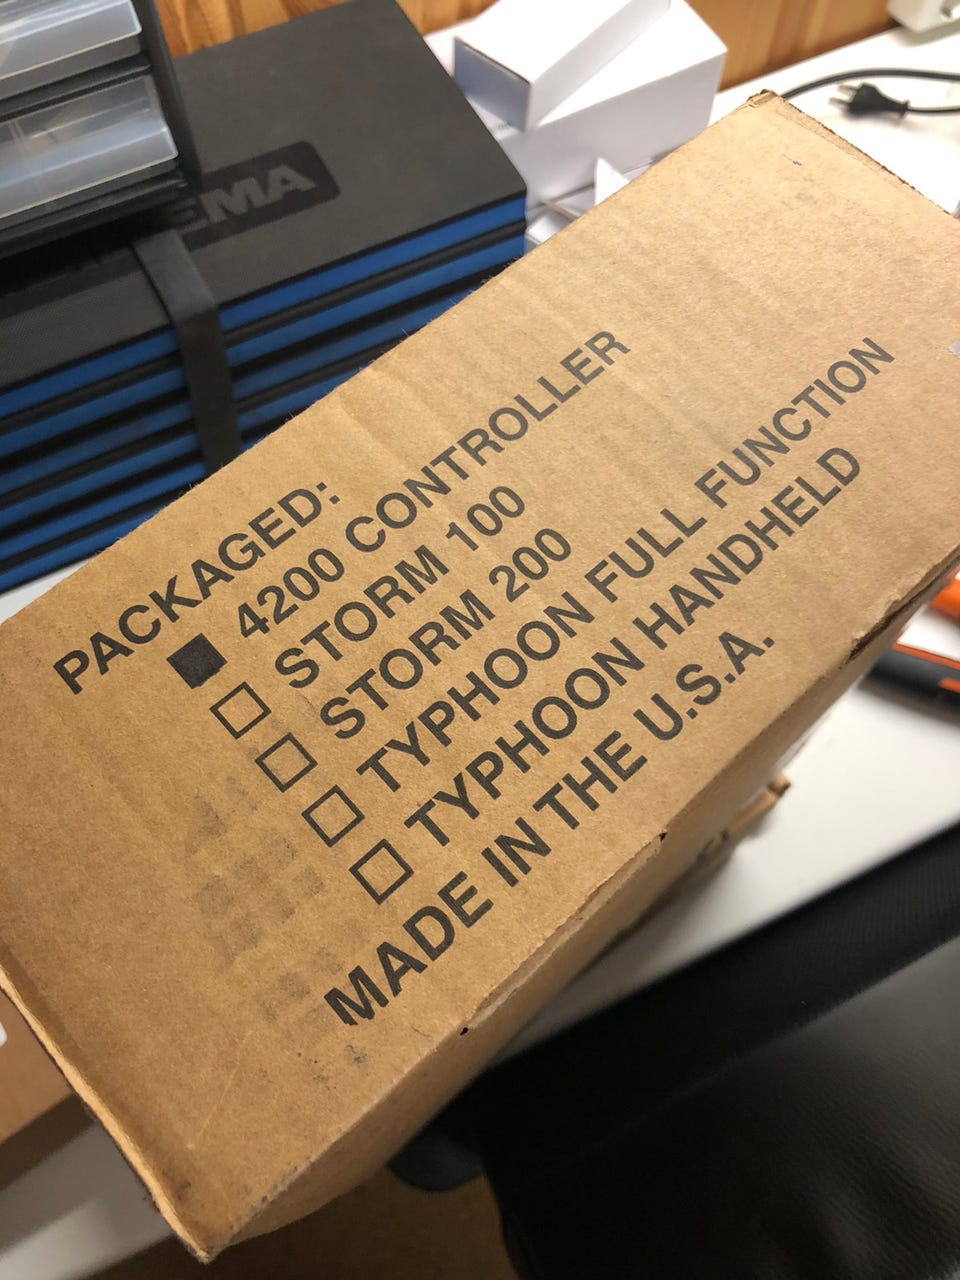 PACKAGED:
■ 4200 CONTROLLER
□ STORM 100
□ STORM 200
□ TYPHOON FULL FUNCTION
□ TYPHOON HANDHELD
MADE IN THE U.S.A.